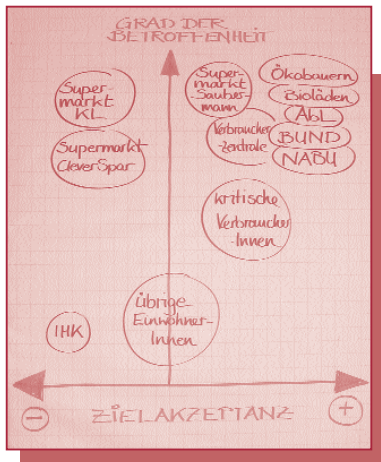 GRAD DER
BETROFFENHEIT
Super-
markt
KL
Supermarkt
CleverSpar
Super-
markt
Sauber-
mann
Verbraucher
-zentrale
Ökobauern
Bioläden
AbL
BUND
NABU
kritische
Verbraucher
-Innen
übrige
Einwohner-
Innen
IHK
ZIELAKZEPTANZ
+